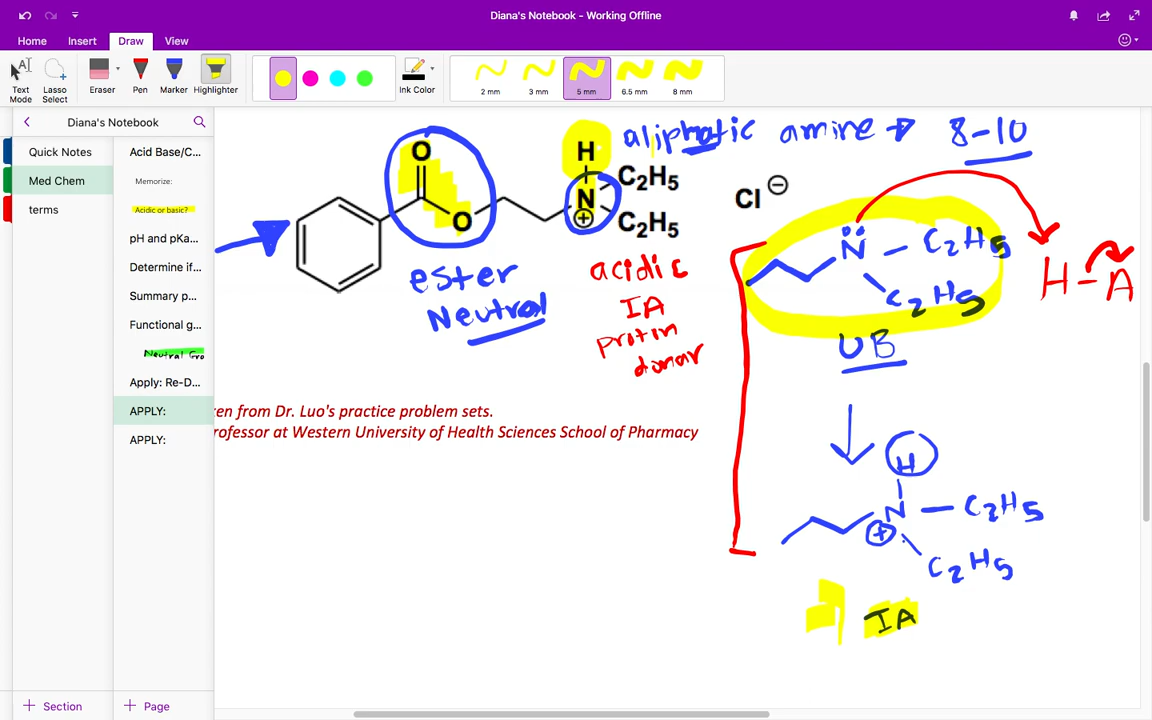 Diana's Notebook - Working Offline
Home Insert Draw View
Text Mode
Lasso Select
Eraser
Pen
Marker
Highlighter
Ink Color
2 mm
3 mm
5 mm
6.5 mm
8 mm
Diana's Notebook
Quick Notes
Med Chem
terms
Acid Base/C...
Memorize:
Acidic or basic?
pH and pKa...
Determine if...
Summary p...
Functional g...
Neutral Gro
Apply: Re-D...
APPLY:
APPLY:
+ Section
+ Page
O
O
H
N
⊕
C2H5
C2H5
Cl ⊖
aliphatic amine → 8-10
ester
Neutral
acidic
IA
proton
donar
N̈ - C2H5
C2H5
H - A
UB
H
N - C2H5
⊕
C2H5
IA
ken from Dr. Luo's practice problem sets.
rofessor at Western University of Health Sciences School of Pharmacy